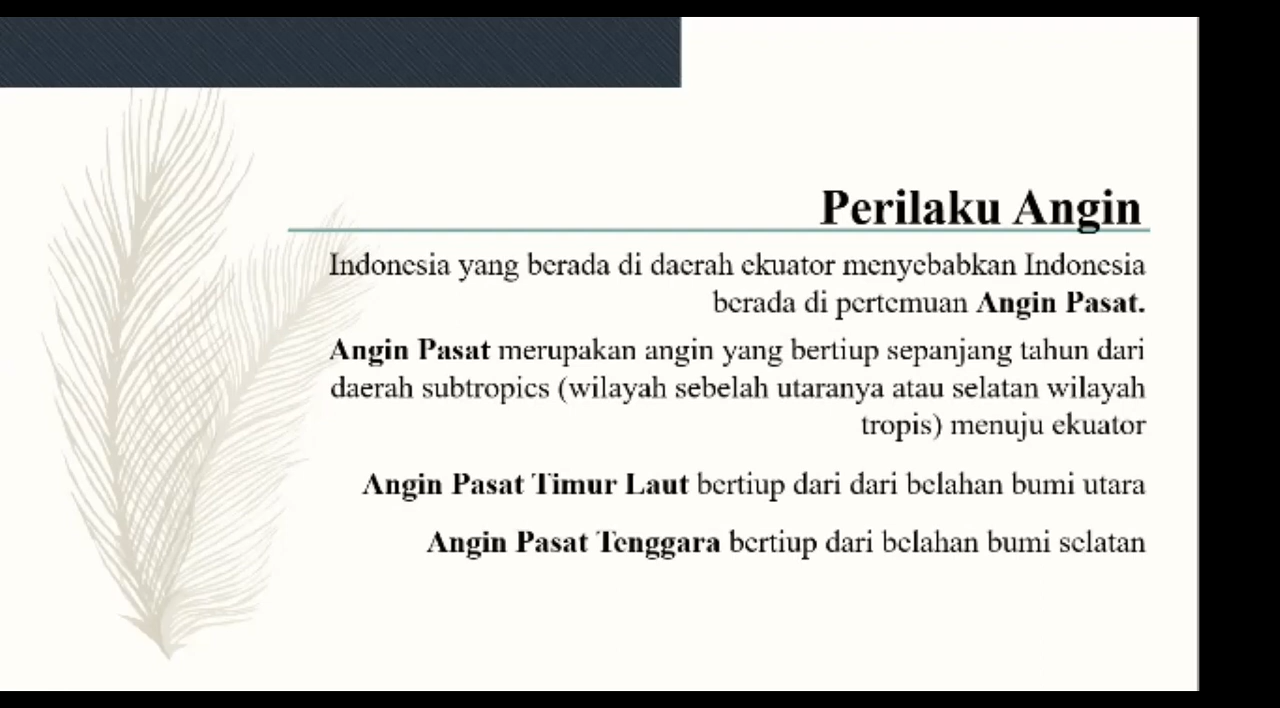 Perilaku Angin
Indonesia yang berada di daerah ekuator menyebabkan Indonesia
berada di pertemuan Angin Pasat.
Angin Pasat merupakan angin yang bertiup sepanjang tahun dari
daerah subtropics (wilayah sebelah utaranya atau selatan wilayah
tropis) menuju ekuator
Angin Pasat Timur Laut bertiup dari dari belahan bumi utara
Angin Pasat Tenggara bertiup dari belahan bumi selatan